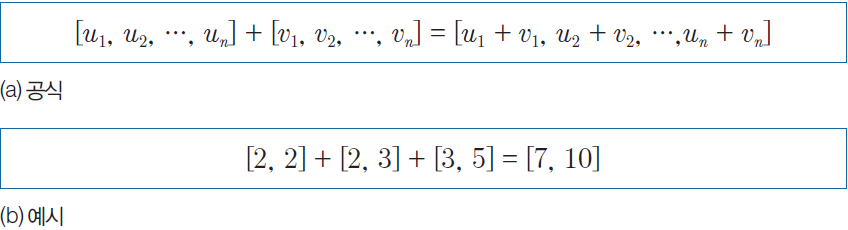 [u₁, u₂, ⋯, uₙ] + [v₁, v₂, ⋯, vₙ] = [u₁ + v₁, u₂ + v₂, ⋯,uₙ + vₙ]
(a) 공식
[2, 2] + [2, 3] + [3, 5] = [7, 10]
(b) 예시